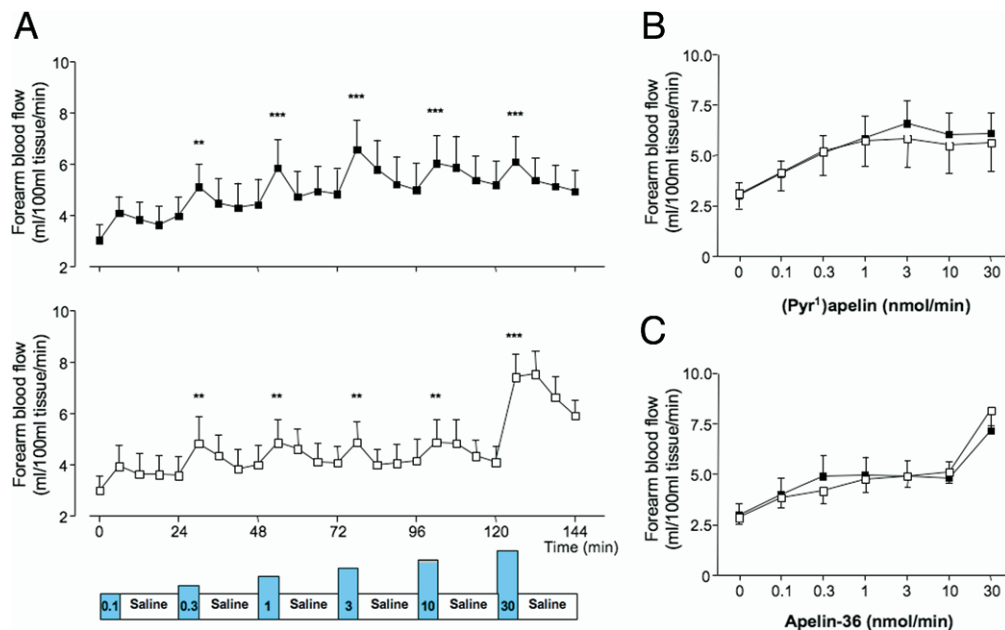 A
Forearm blood flow
(ml/100ml tissue/min)
10
8
6
4
2
**
***
***
***
***
Forearm blood flow
(ml/100ml tissue/min)
10
8
6
4
2
**
**
**
**
***
0
24
48
72
96
120
144
Time (min)
0.1 Saline 0.3 Saline 1 Saline 3 Saline 10 Saline 30 Saline
B
Forearm blood flow
(ml/100ml tissue/min)
10.0
7.5
5.0
2.5
0.0
0 0.1 0.3 1 3 10 30
(Pyr¹)apelin (nmol/min)
C
Forearm blood flow
(ml/100ml tissue/min)
10.0
7.5
5.0
2.5
0.0
0 0.1 0.3 1 3 10 30
Apelin-36 (nmol/min)